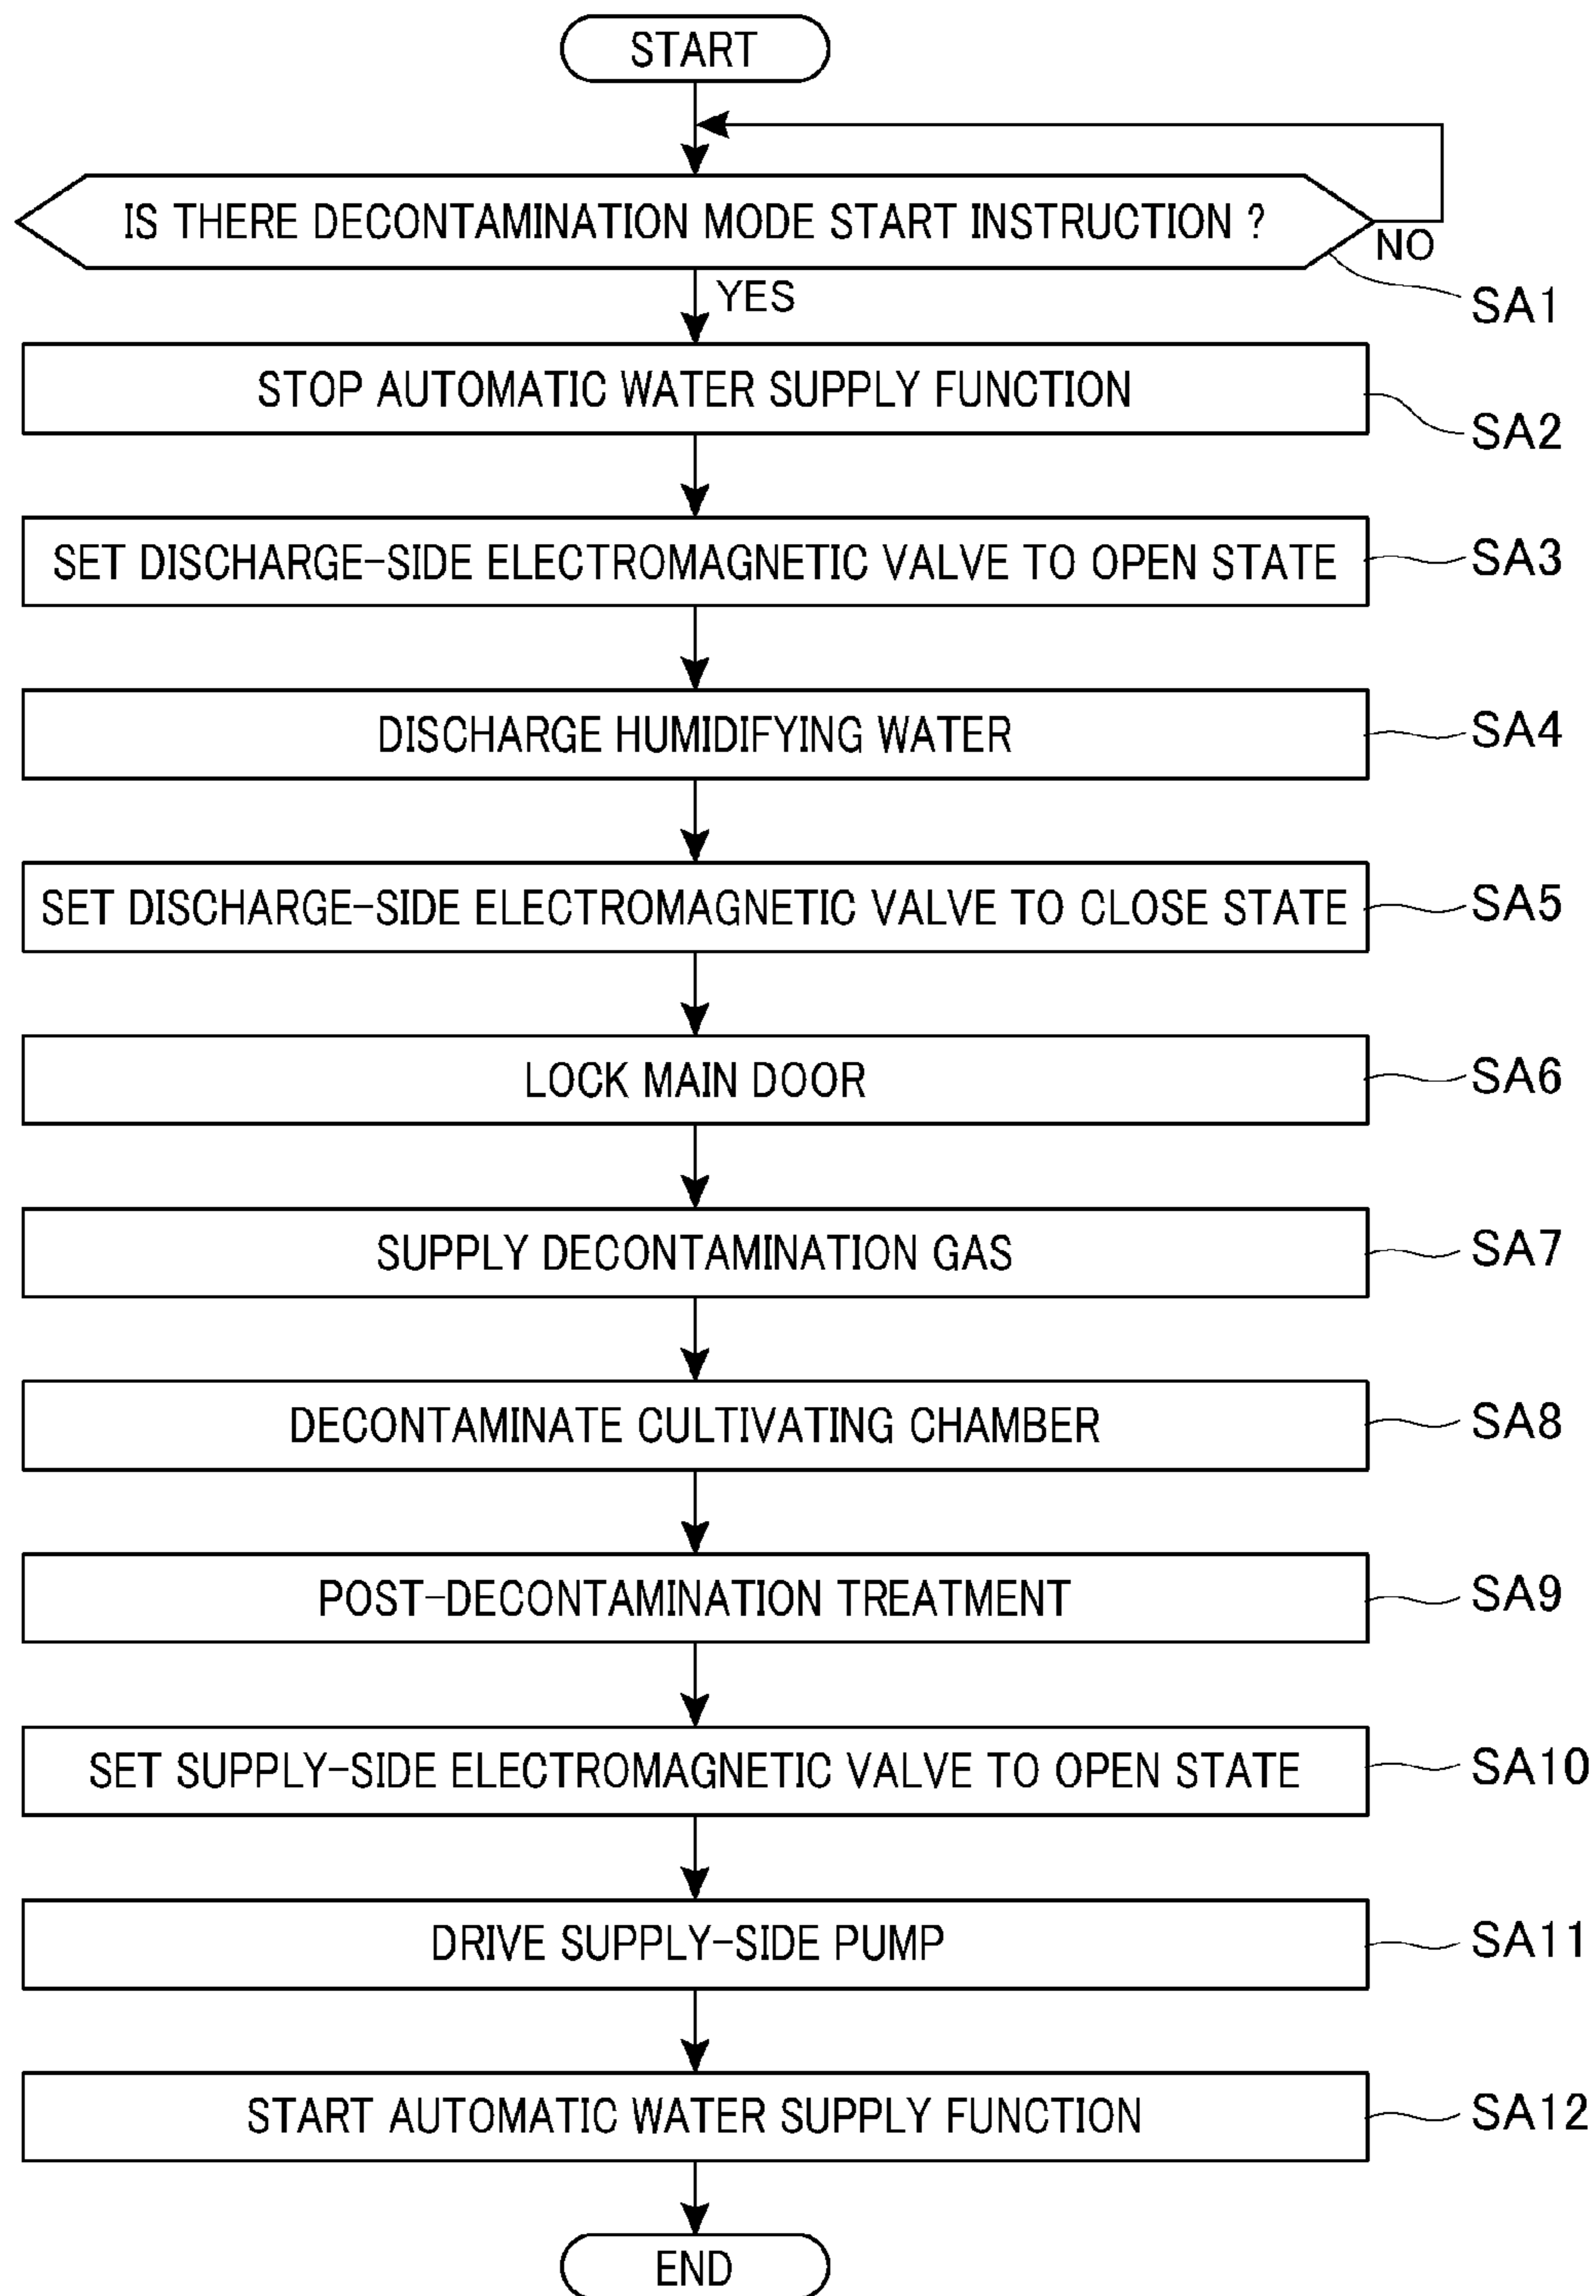 START
IS THERE DECONTAMINATION MODE START INSTRUCTION ?
NO
SA1
YES
STOP AUTOMATIC WATER SUPPLY FUNCTION
SA2
SET DISCHARGE-SIDE ELECTROMAGNETIC VALVE TO OPEN STATE
SA3
DISCHARGE HUMIDIFYING WATER
SA4
SET DISCHARGE-SIDE ELECTROMAGNETIC VALVE TO CLOSE STATE
SA5
LOCK MAIN DOOR
SA6
SUPPLY DECONTAMINATION GAS
SA7
DECONTAMINATE CULTIVATING CHAMBER
SA8
POST-DECONTAMINATION TREATMENT
SA9
SET SUPPLY-SIDE ELECTROMAGNETIC VALVE TO OPEN STATE
SA10
DRIVE SUPPLY-SIDE PUMP
SA11
START AUTOMATIC WATER SUPPLY FUNCTION
SA12
END